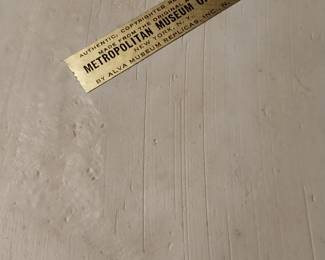 AUTHENTIC, COPYRIGHTED
MADE FROM THE ORIGINAL
METROPOLITAN MUSEUM
NEW YORK, N. Y.
BY ALVA MUSEUM REPLICAS, INC., N.